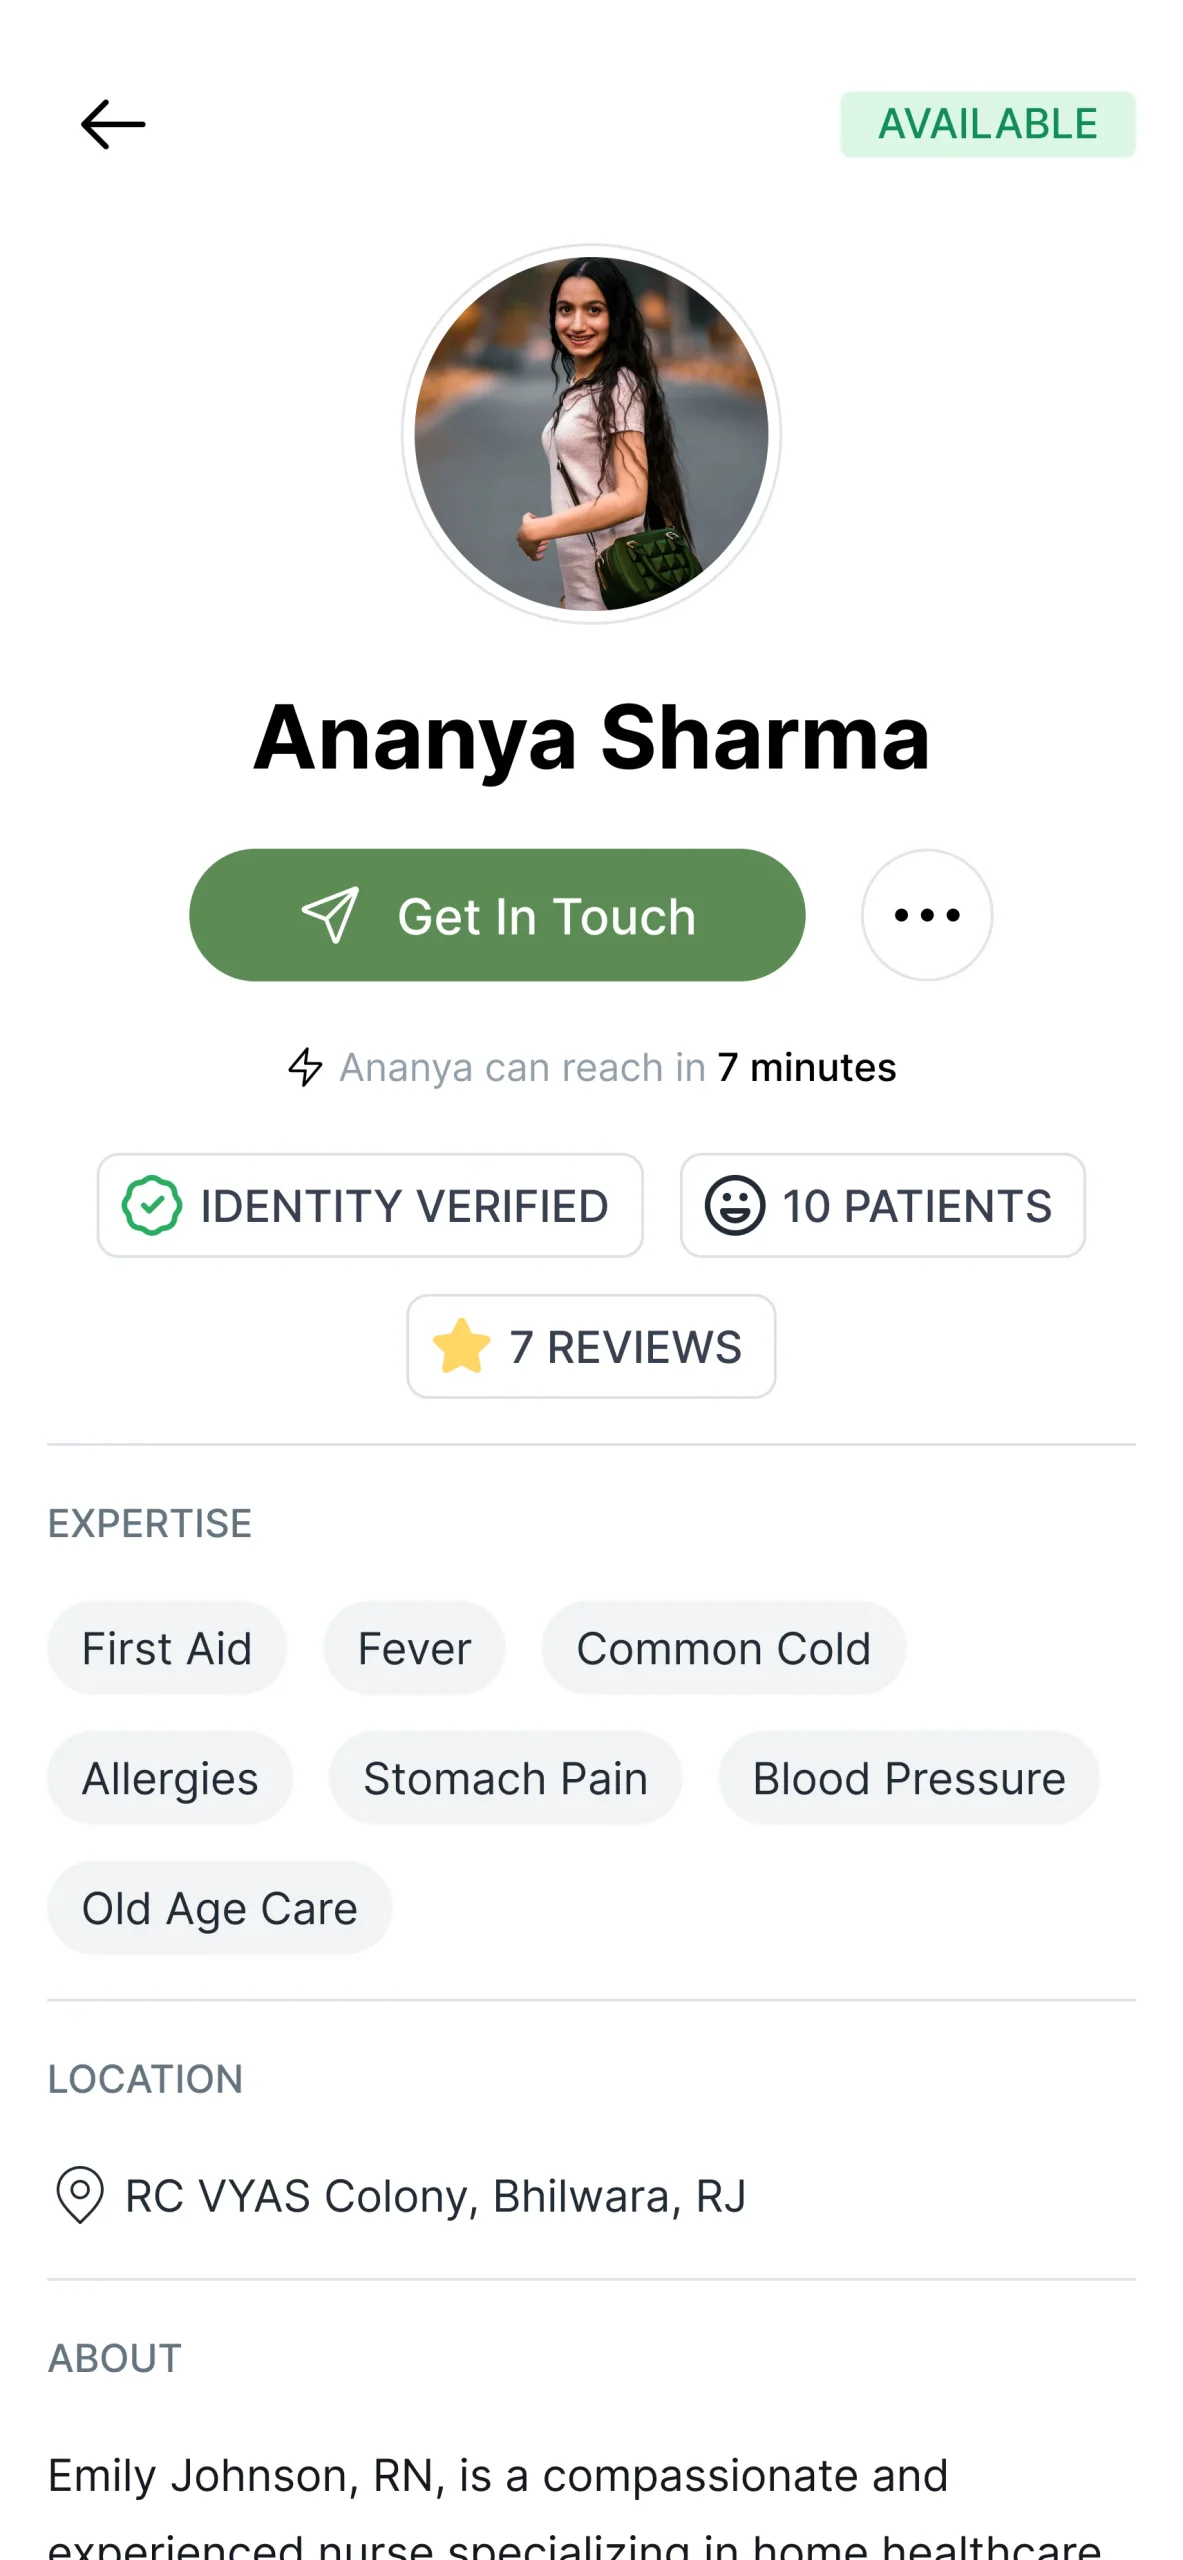 AVAILABLE
Ananya Sharma
Get In Touch
Ananya can reach in 7 minutes
IDENTITY VERIFIED
10 PATIENTS
7 REVIEWS
EXPERTISE
First Aid
Fever
Common Cold
Allergies
Stomach Pain
Blood Pressure
Old Age Care
LOCATION
RC VYAS Colony, Bhilwara, RJ
ABOUT
Emily Johnson, RN, is a compassionate and
experienced nurse specializing in home healthcare